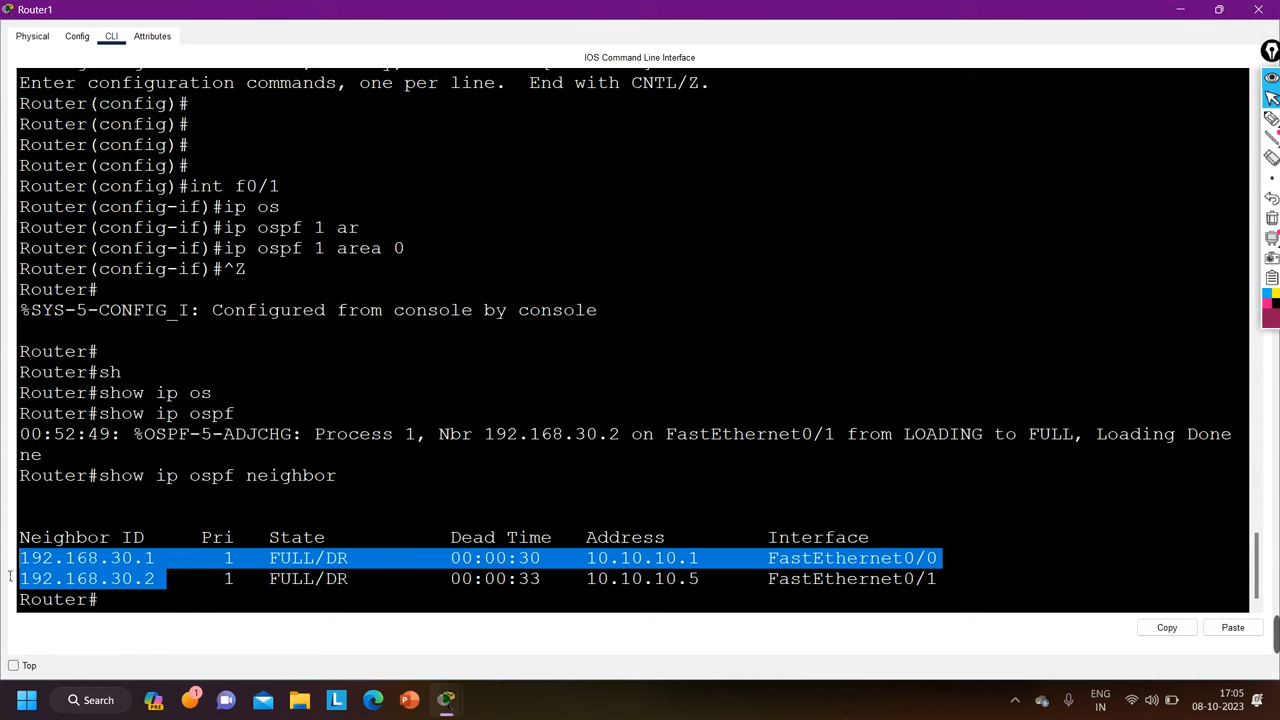 Router1
Physical Config CLI Attributes
IOS Command Line Interface
Enter configuration commands, one per line.  End with CNTL/Z.
Router(config)#
Router(config)#
Router(config)#
Router(config)#
Router(config)#int f0/1
Router(config-if)#ip os
Router(config-if)#ip ospf 1 ar
Router(config-if)#ip ospf 1 area 0
Router(config-if)#^Z
Router#
%SYS-5-CONFIG_I: Configured from console by console
Router#
Router#sh
Router#show ip os
Router#show ip ospf
00:52:49: %OSPF-5-ADJCHG: Process 1, Nbr 192.168.30.2 on FastEthernet0/1 from LOADING to FULL, Loading Done
ne
Router#show ip ospf neighbor
Neighbor ID     Pri   State           Dead Time   Address         Interface
192.168.30.1      1   FULL/DR         00:00:30    10.10.10.1      FastEthernet0/0
192.168.30.2      1   FULL/DR         00:00:33    10.10.10.5      FastEthernet0/1
Router#
Copy Paste
Top
Search
PRE
1
L
P
ENG
IN
17:05
08-10-2023